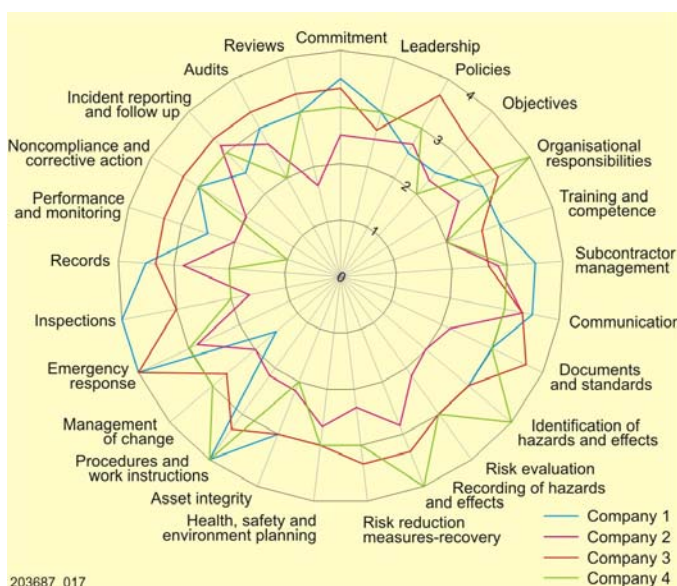 Commitment
Leadership
Policies
Objectives
Organisational
responsibilities
Training and
competence
Subcontractor
management
Communication
Documents
and standards
Identification of
hazards and effects
Risk evaluation
Recording of hazards
and effects
Risk reduction
measures-recovery
Health, safety and
environment planning
Asset integrity
Procedures and
work instructions
Management
of change
Emergency
response
Inspections
Records
Performance
and monitoring
Noncompliance and
corrective action
Incident reporting
and follow up
Audits
Reviews
4
3
2
1
0
Company 1
Company 2
Company 3
Company 4
203687_017